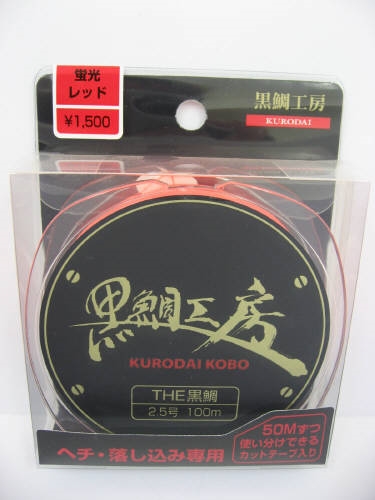 蛍光
レッド
¥1,500
黒鯛工房
KURODAI
黒鯛工房
KURODAI KOBO
THE黒鯛
2.5号 100m
ヘチ・落し込み専用
50Mずつ
使い分けできる
カットテープ入り